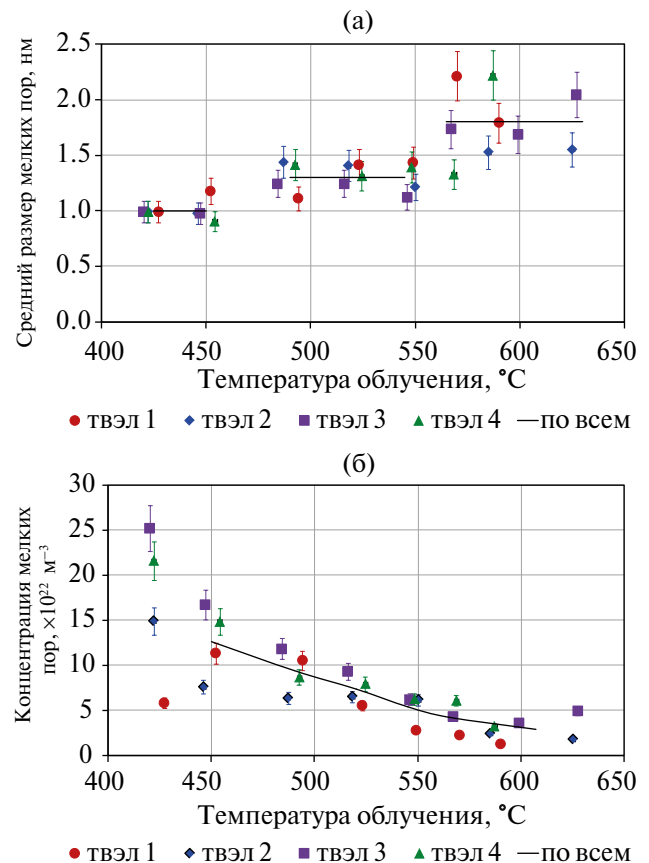 (а)
Средний размер мелких пор, нм
2.5
2.0
1.5
1.0
0.5
0.0
400 450 500 550 600 650
Температура облучения, °C
твэл 1 твэл 2 твэл 3 твэл 4 по всем
(б)
Концентрация мелких
пор, ×10²² м⁻³
30
25
20
15
10
5
0
400 450 500 550 600 650
Температура облучения, °C
твэл 1 твэл 2 твэл 3 твэл 4 по всем